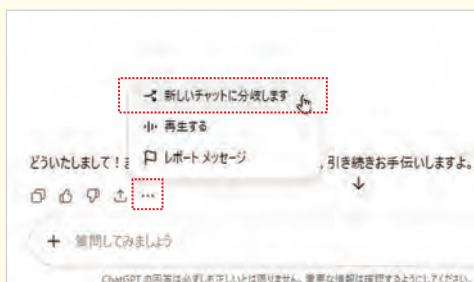 新しいチャットに分岐します
再生する
レポート メッセージ
どういたしまして！
、引き続きお手伝いしますよ。
質問してみましょう
ChatGPT の回答は必ずしも正しいとは限りません。重要な情報は確認するようにしてください。